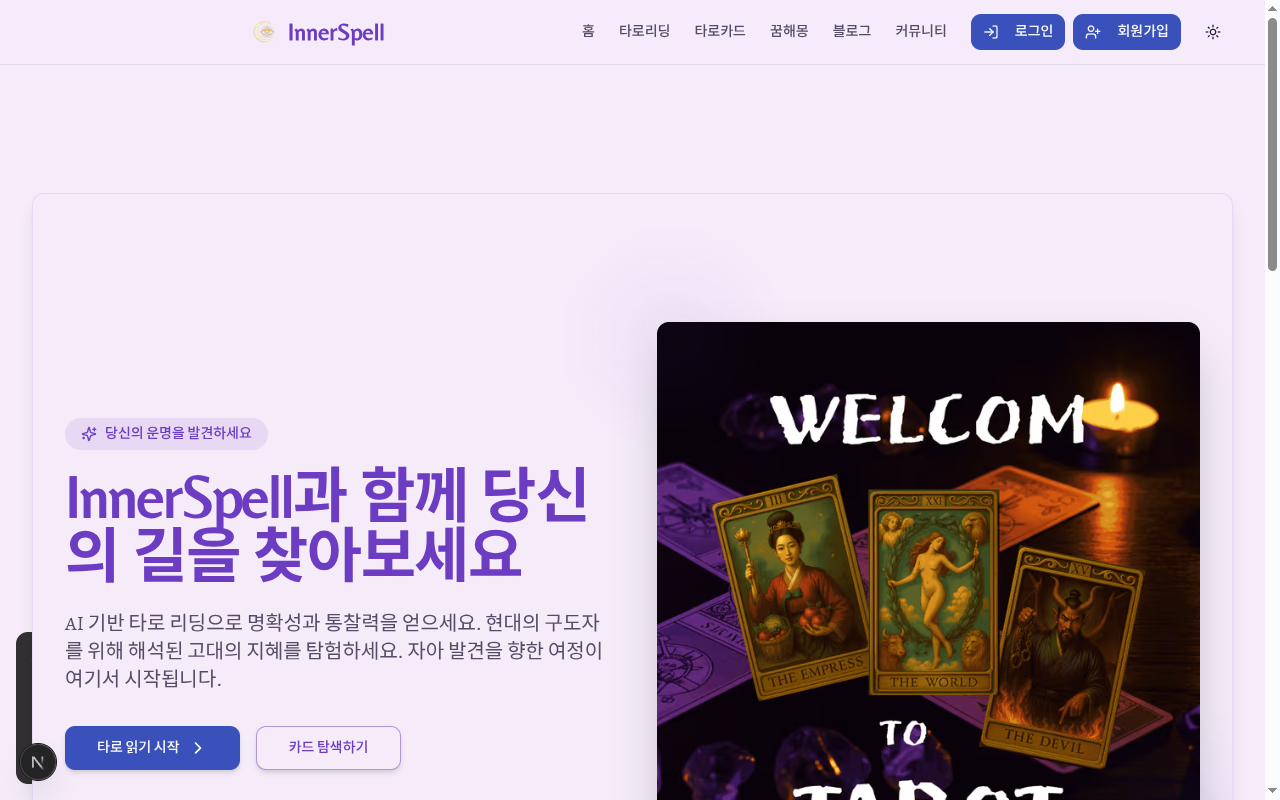 InnerSpell
홈
타로리딩
타로카드
꿈해몽
블로그
커뮤니티
로그인
회원가입
당신의 운명을 발견하세요
InnerSpell과 함께 당신
의 길을 찾아보세요
AI 기반 타로 리딩으로 명확성과 통찰력을 얻으세요. 현대의 구도자
를 위해 해석된 고대의 지혜를 탐험하세요. 자아 발견을 향한 여정이
여기서 시작됩니다.
타로 읽기 시작
카드 탐색하기
N
WELCOM
III
THE EMPRESS
XXI
THE WORLD
XV
THE DEVIL
TO
TAROT